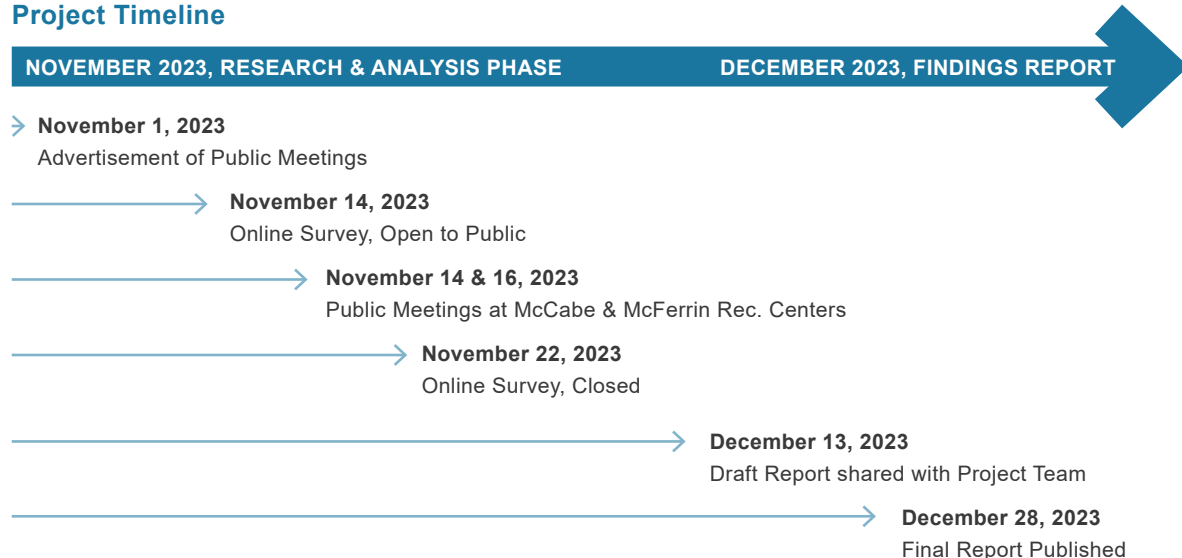 Project Timeline
NOVEMBER 2023, RESEARCH & ANALYSIS PHASE
DECEMBER 2023, FINDINGS REPORT
November 1, 2023
Advertisement of Public Meetings
November 14, 2023
Online Survey, Open to Public
November 14 & 16, 2023
Public Meetings at McCabe & McFerrin Rec. Centers
November 22, 2023
Online Survey, Closed
December 13, 2023
Draft Report shared with Project Team
December 28, 2023
Final Report Published